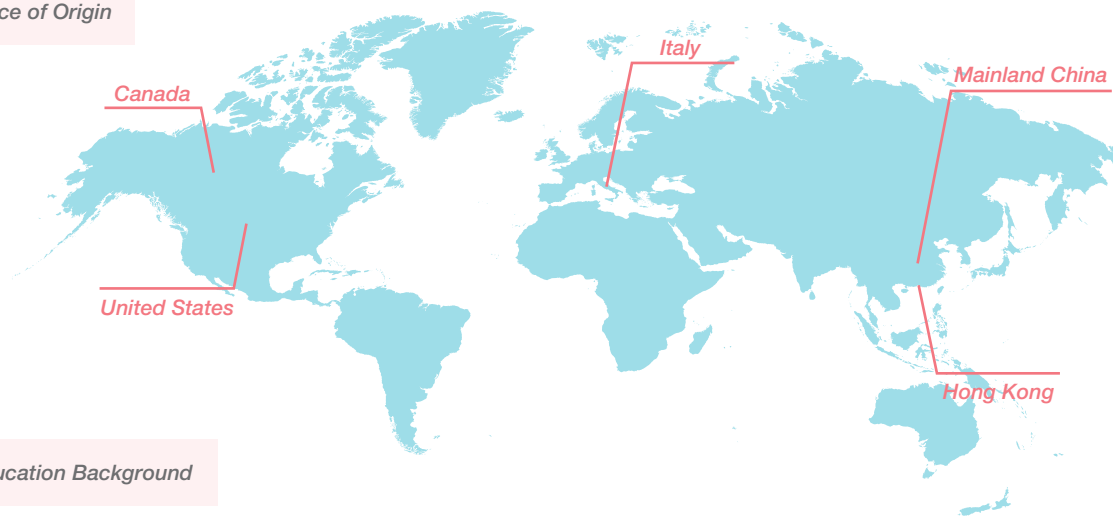 ce of Origin
Italy
Mainland China
Canada
United States
Hong Kong
ucation Background